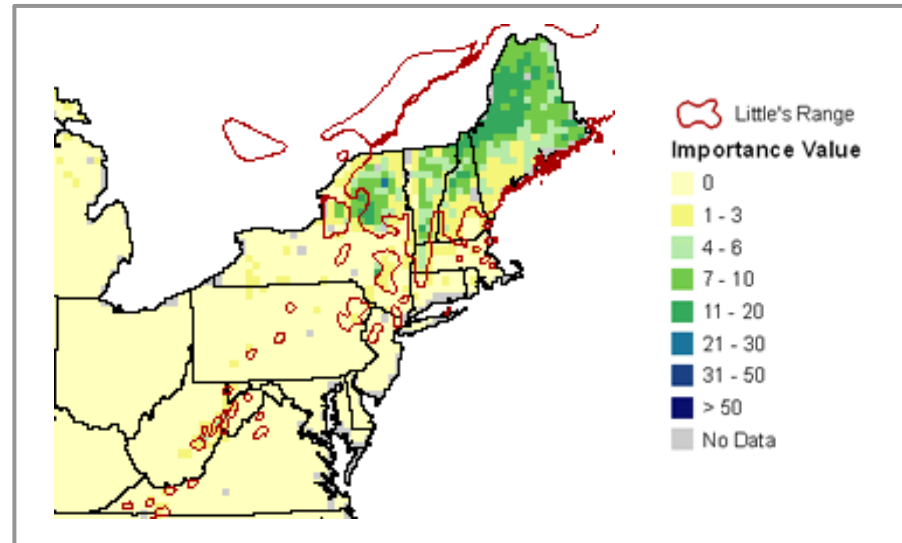 Little's Range
Importance Value
0
1 - 3
4 - 6
7 - 10
11 - 20
21 - 30
31 - 50
> 50
No Data